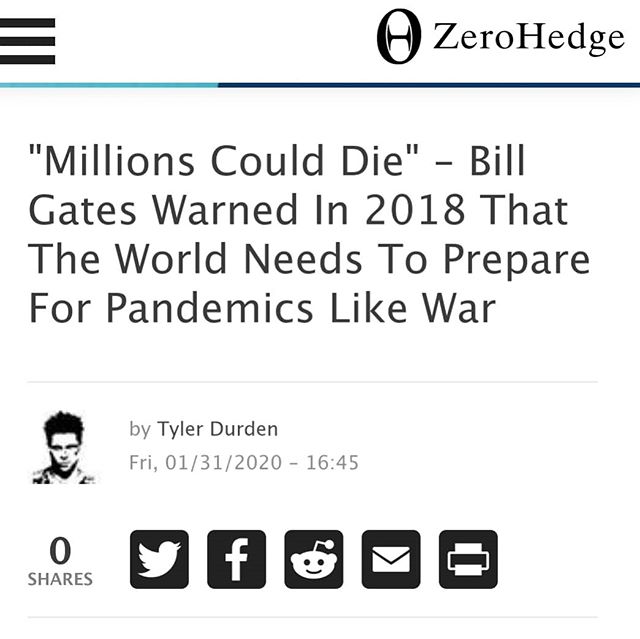 ZeroHedge
"Millions Could Die" – Bill
Gates Warned In 2018 That
The World Needs To Prepare
For Pandemics Like War
by Tyler Durden
Fri, 01/31/2020 – 16:45
0
SHARES